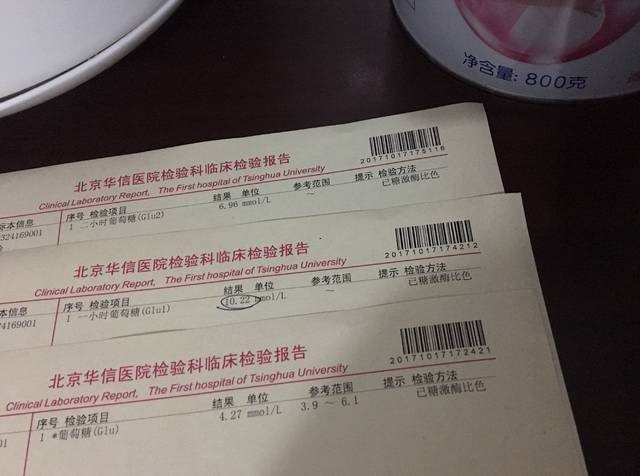 净含量: 800克
20171017175116
北京华信医院检验科临床检验报告
Clinical Laboratory Report, The First hospital of Tsinghua University
标本信息 序号 检验项目 结果 单位 参考范围 提示 检验方法
324169001 1 二小时葡萄糖(Glu2) 6.96 mmol/L ~ 已糖激酶比色
20171017174212
北京华信医院检验科临床检验报告
Clinical Laboratory Report, The First hospital of Tsinghua University
本信息 序号 检验项目 结果 单位 参考范围 提示 检验方法
24169001 1 一小时葡萄糖(Glu1) 10.22 mmol/L ~ 已糖激酶比色
20171017172421
北京华信医院检验科临床检验报告
Clinical Laboratory Report, The First hospital of Tsinghua University
序号 检验项目 结果 单位 参考范围 提示 检验方法
01 1 *葡萄糖(Glu) 4.27 mmol/L 3.9 ~ 6.1 已糖激酶比色